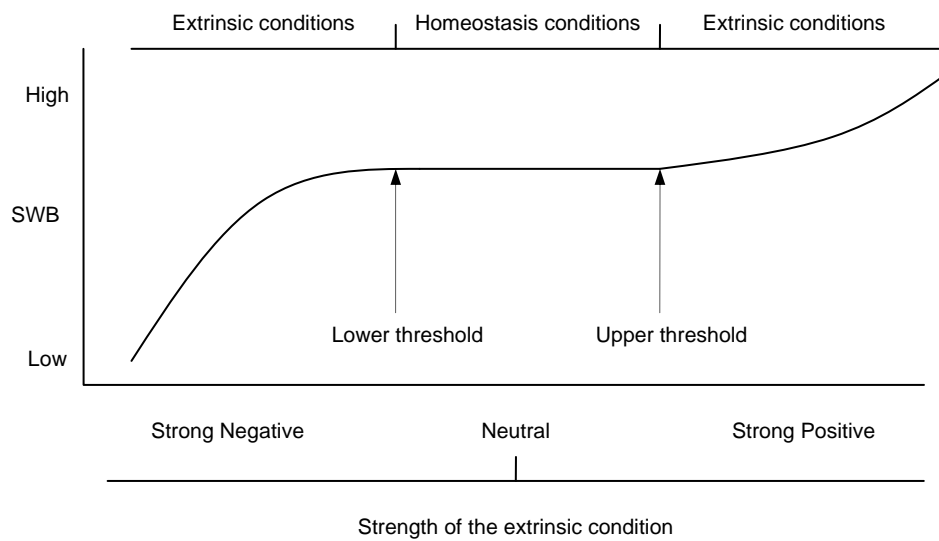 Extrinsic conditions Homeostasis conditions Extrinsic conditions
High
SWB
Lower threshold Upper threshold
Low
Strong Negative Neutral Strong Positive
Strength of the extrinsic condition